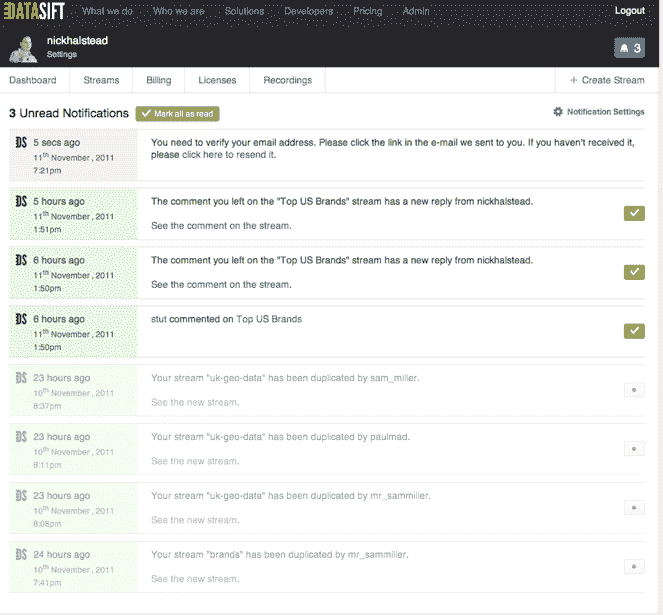 DATASIFT What we do Who we are Solutions Developers Pricing Admin Logout
nickhalstead
Settings
3
Dashboard Streams Billing Licenses Recordings + Create Stream
3 Unread Notifications Mark all as read Notification Settings
DS 5 secs ago
11th November, 2011
7:21pm
You need to verify your email address. Please click the link in the e-mail we sent to you. If you haven't received it,
please click here to resend it.
DS 5 hours ago
11th November, 2011
1:51pm
The comment you left on the "Top US Brands" stream has a new reply from nickhalstead.
See the comment on the stream.
DS 6 hours ago
11th November, 2011
1:50pm
The comment you left on the "Top US Brands" stream has a new reply from nickhalstead.
See the comment on the stream.
DS 6 hours ago
11th November, 2011
1:50pm
stut commented on Top US Brands
DS 23 hours ago
10th November, 2011
8:37pm
Your stream "uk-geo-data" has been duplicated by sam_miller.
See the new stream.
DS 23 hours ago
10th November, 2011
8:11pm
Your stream "uk-geo-data" has been duplicated by paulmad.
See the new stream.
DS 23 hours ago
10th November, 2011
8:08pm
Your stream "uk-geo-data" has been duplicated by mr_sammiller.
See the new stream.
DS 24 hours ago
10th November, 2011
7:41pm
Your stream "brands" has been duplicated by mr_sammiller.
See the new stream.